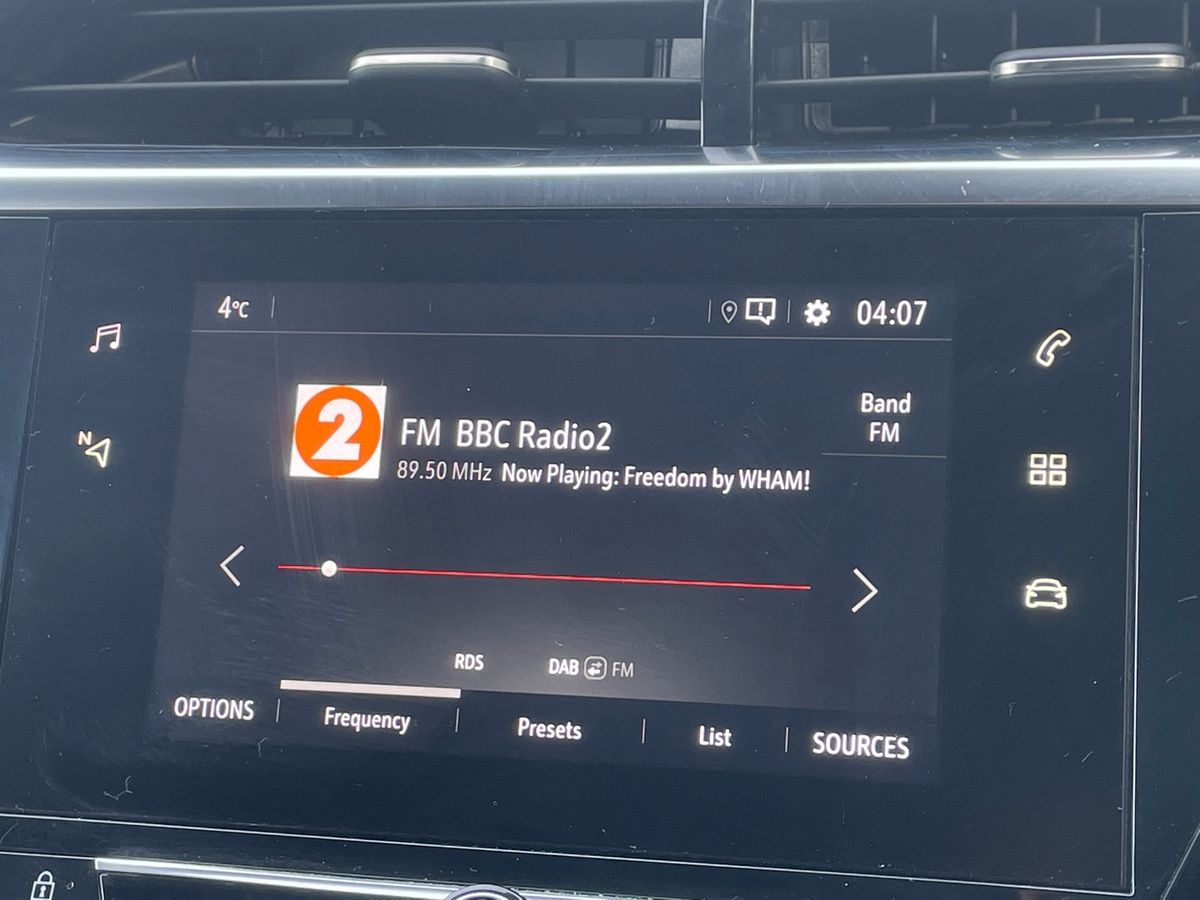 4°C
04:07
N
2
FM BBC Radio2
89.50 MHz Now Playing: Freedom by WHAM!
Band
FM
RDS DAB FM
OPTIONS Frequency Presets List SOURCES